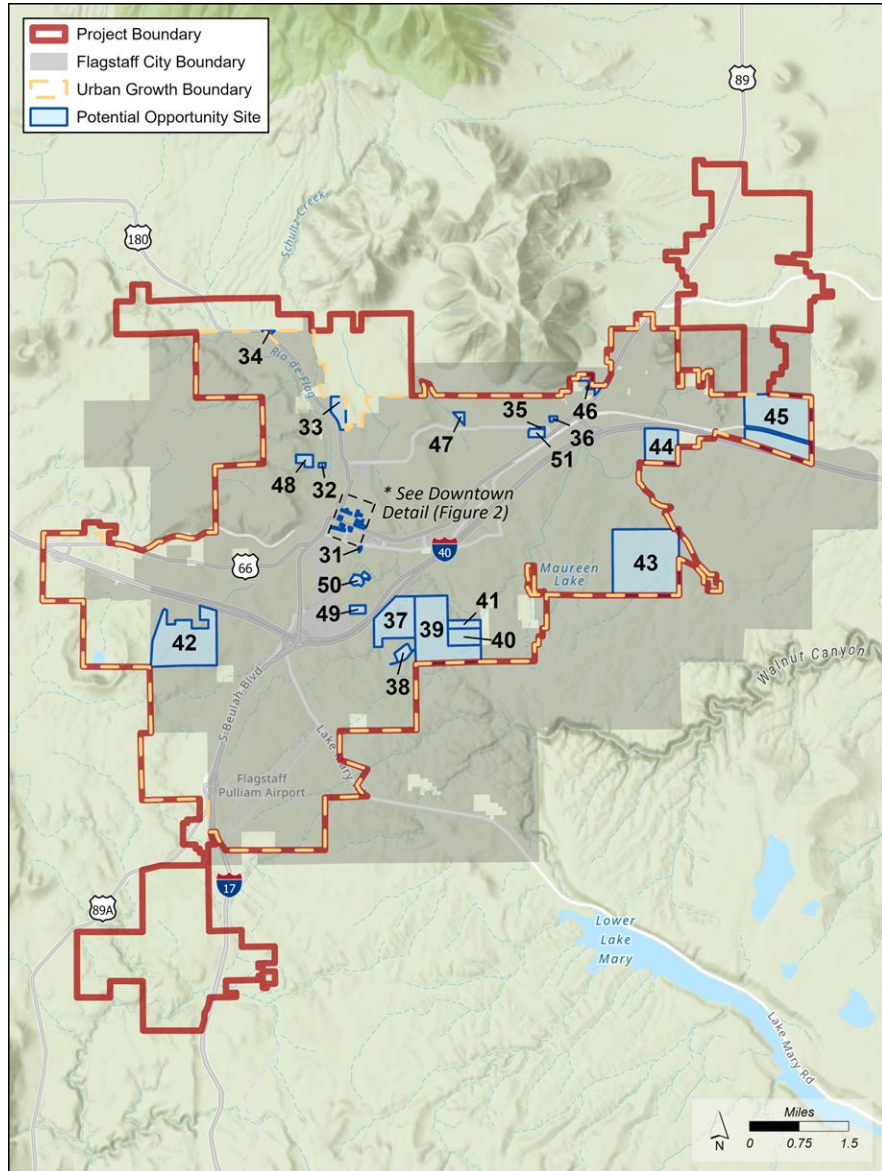 Project Boundary
Flagstaff City Boundary
Urban Growth Boundary
Potential Opportunity Site
89
180
Schultz Creek
Rio de Flag
34
33
35
36
46
47
51
44
45
48
32
* See Downtown
Detail (Figure 2)
31
66
40
50
49
37
39
41
40
38
Maureen
Lake
43
42
Walnut Canyon
S Beulah Blvd
Lake Mary
Flagstaff
Pulliam Airport
17
89A
Lower
Lake
Mary
Lake Mary Rd
N
Miles
0 0.75 1.5